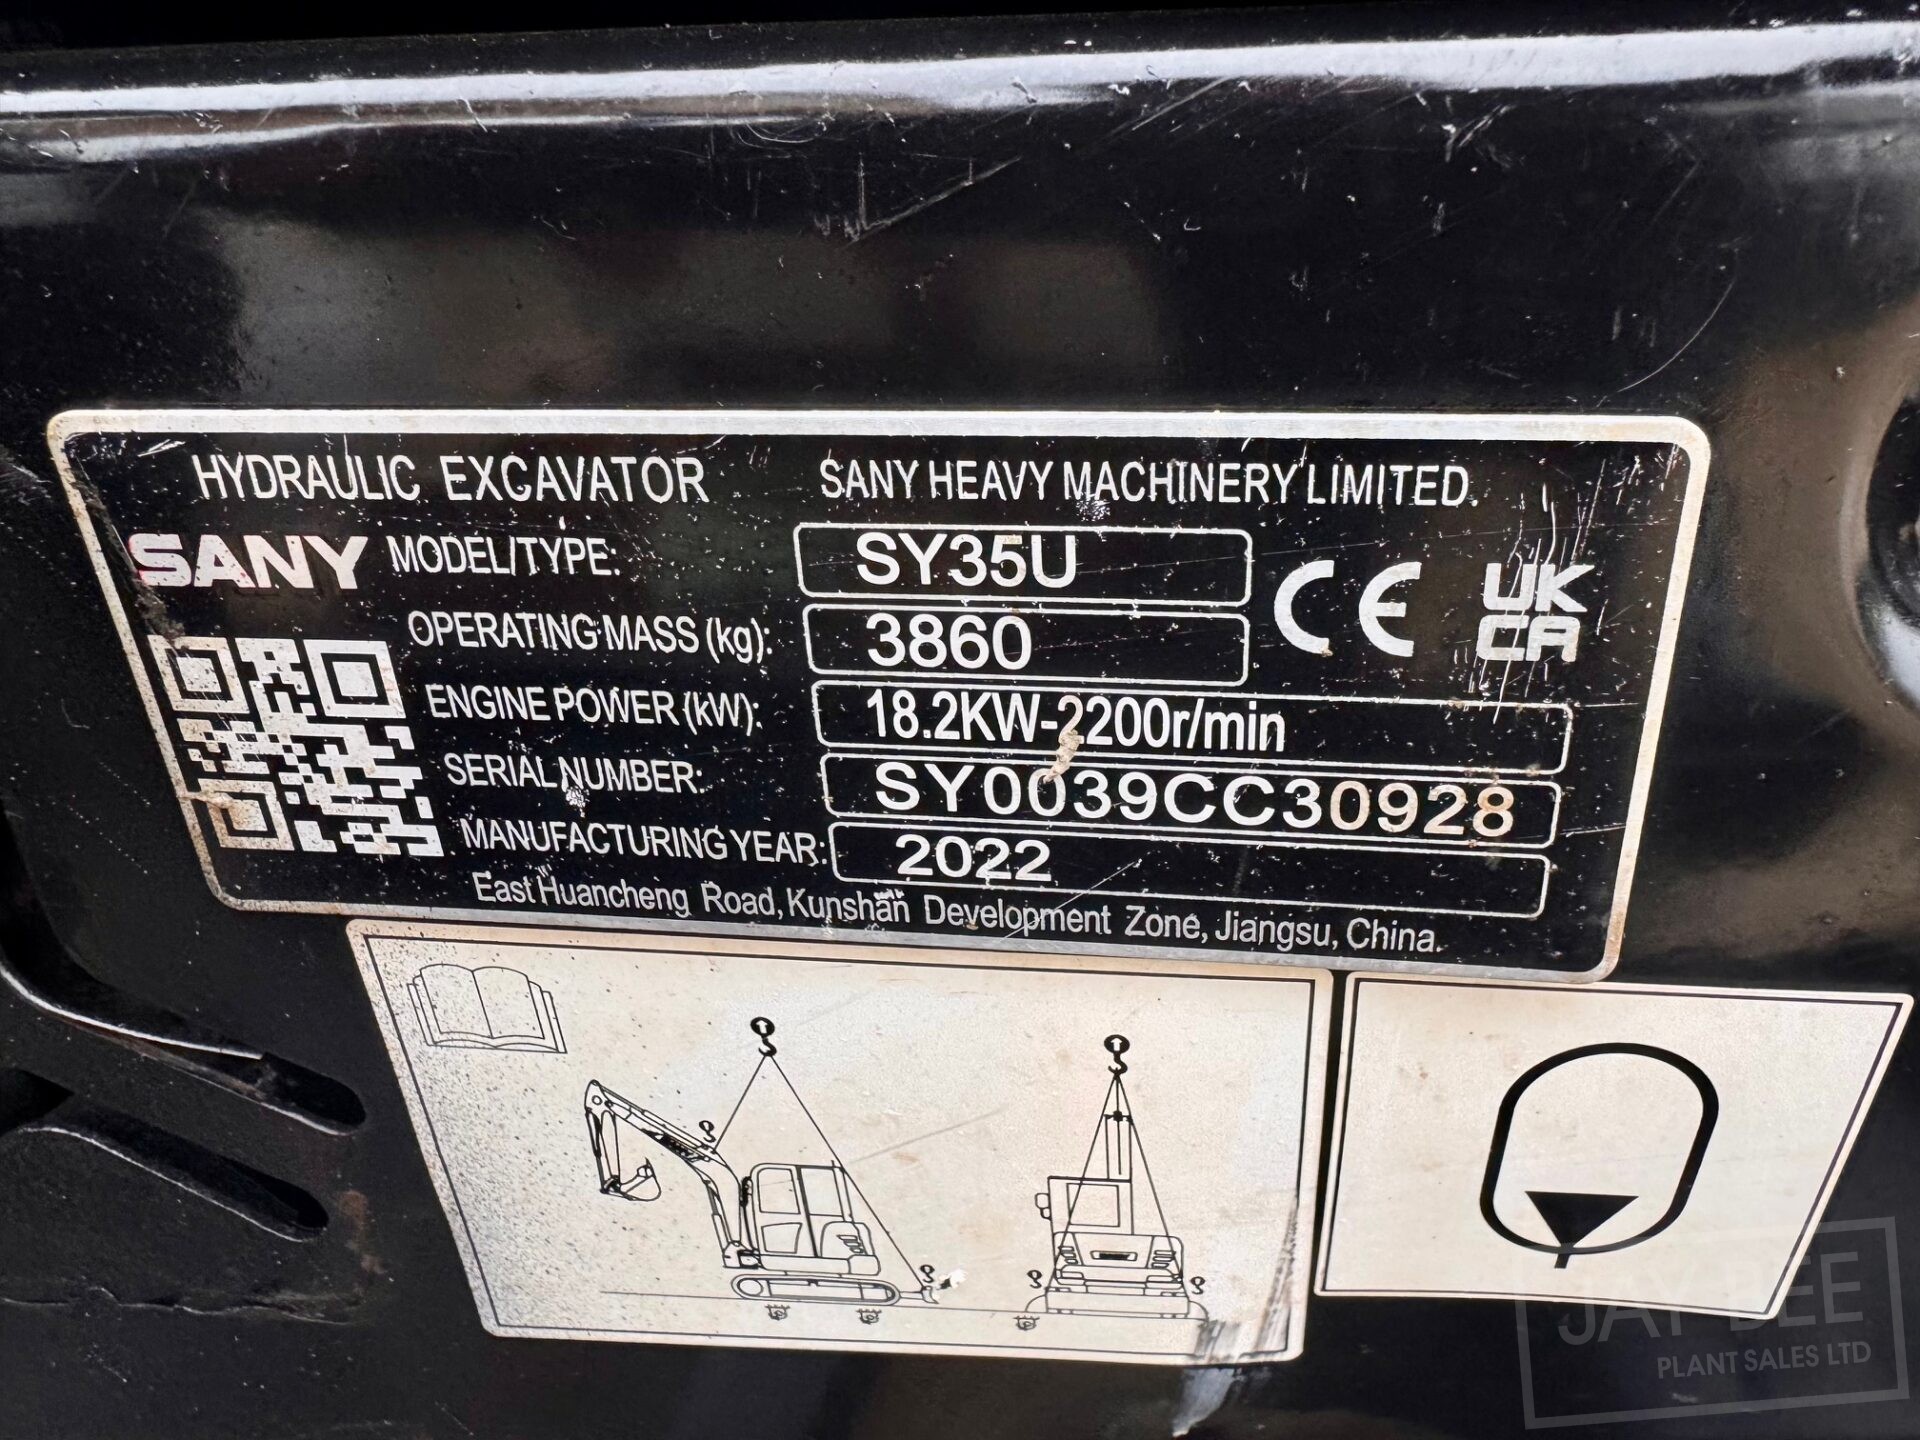 HYDRAULIC EXCAVATOR SANY HEAVY MACHINERY LIMITED.
SANY MODEL/TYPE: SY35U
CE UK CA
OPERATING MASS (kg): 3860
ENGINE POWER (kW): 18.2KW-2200r/min
SERIAL NUMBER: SY0039CC30928
MANUFACTURING YEAR: 2022
East Huancheng Road, Kunshan Development Zone, Jiangsu, China.
JAY BEE
PLANT SALES LTD